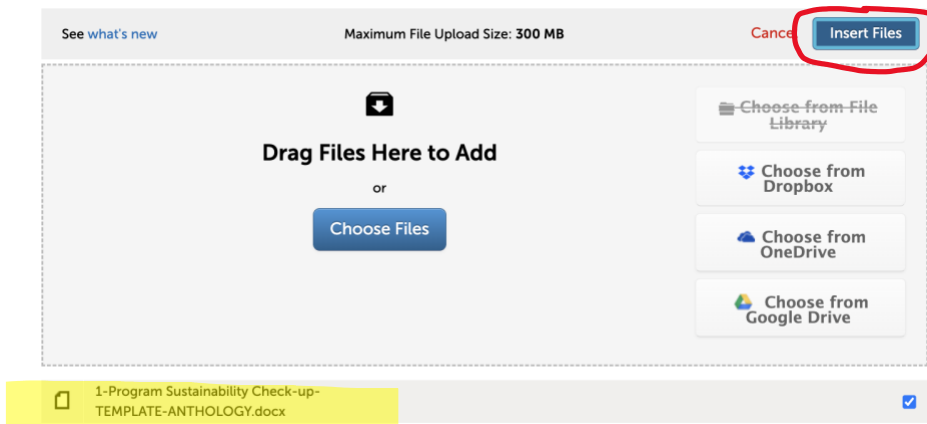 See what's new Maximum File Upload Size: 300 MB Cance Insert Files
Choose from File
Library
Drag Files Here to Add
or
Choose Files
Choose from
Dropbox
Choose from
OneDrive
Choose from
Google Drive
1-Program Sustainability Check-up-
TEMPLATE-ANTHOLOGY.docx